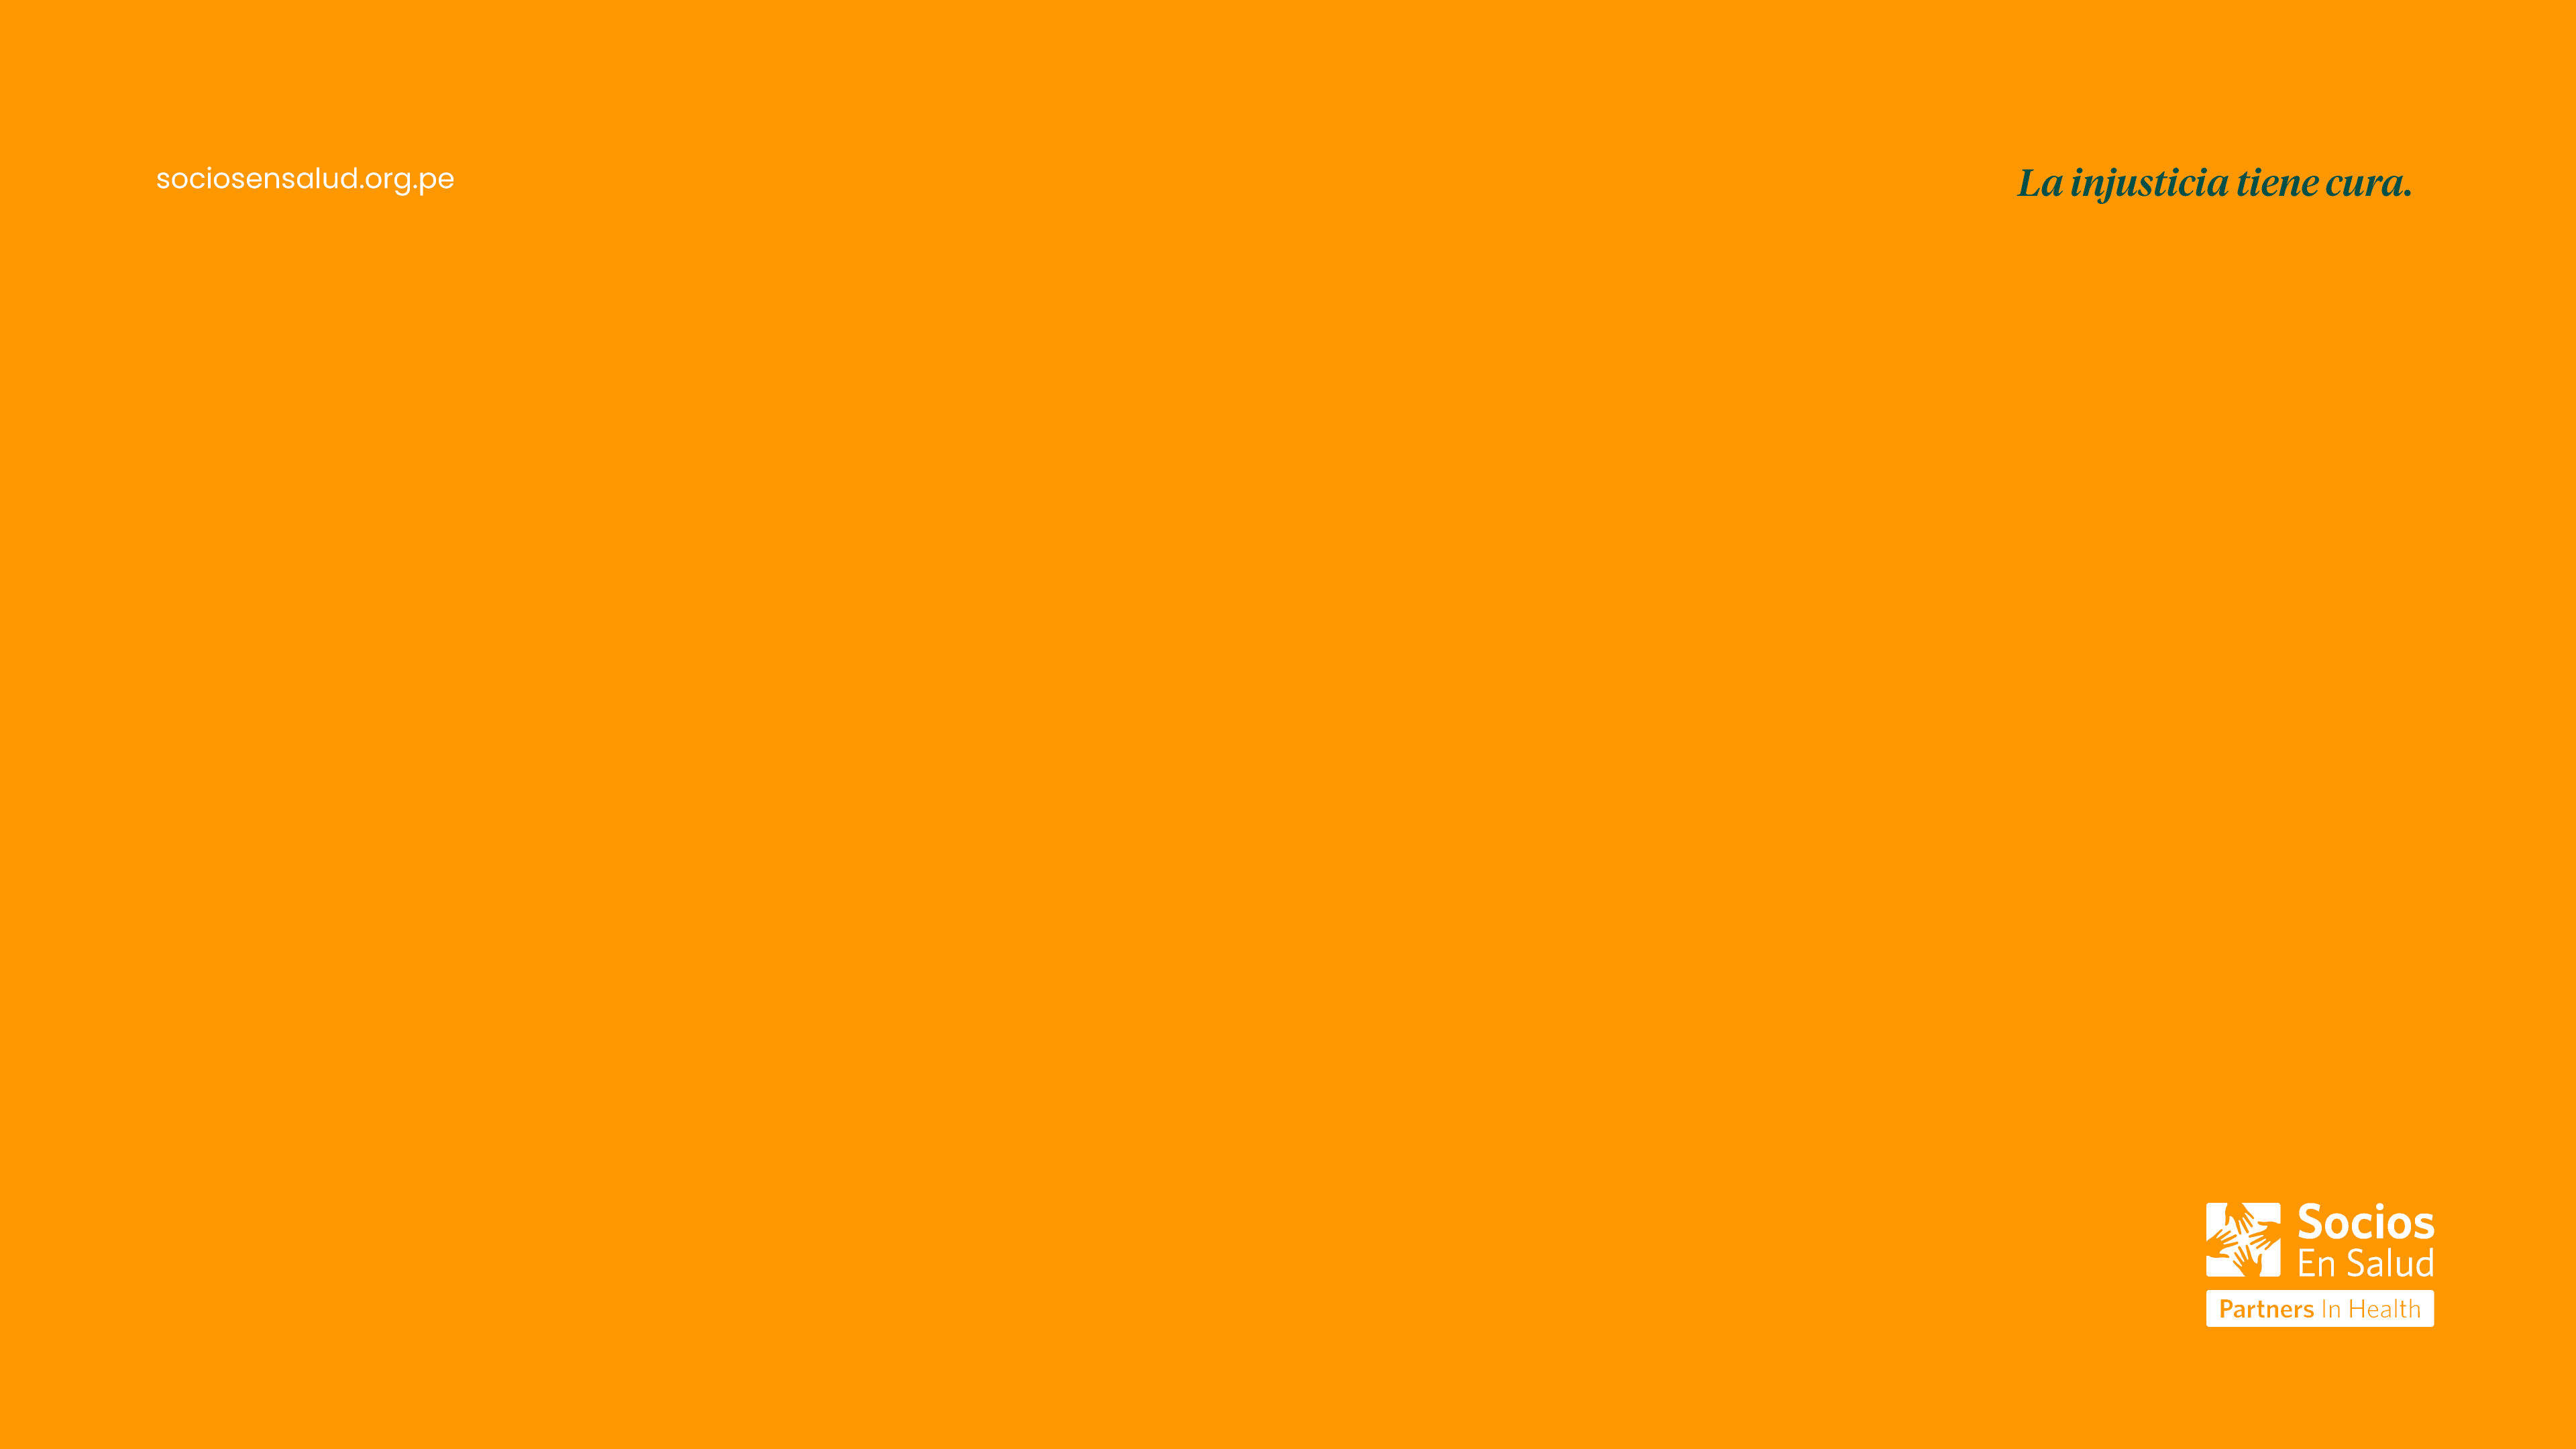 sociosensalud.org.pe
La injusticia tiene cura.
Socios
En Salud
Partners In Health